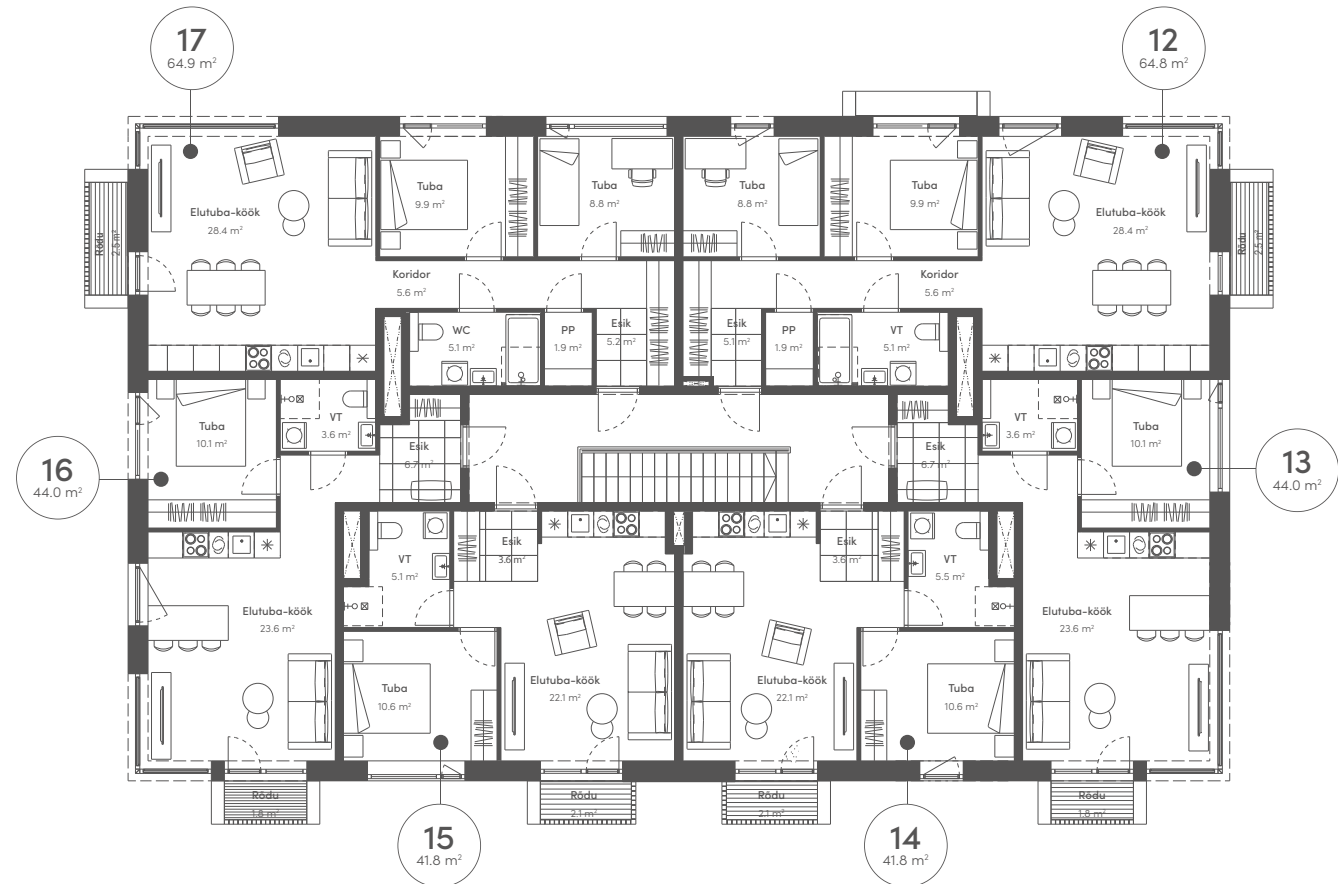 17
64.9 m²
12
64.8 m²
Elutuba-köök
28.4 m²
Tuba
9.9 m²
Tuba
8.8 m²
Tuba
8.8 m²
Tuba
9.9 m²
Elutuba-köök
28.4 m²
Rõdu
2.5 m²
Rõdu
2.5 m²
Koridor
5.6 m²
Koridor
5.6 m²
WC
5.1 m²
PP
1.9 m²
Esik
5.2 m²
Esik
5.1 m²
PP
1.9 m²
VT
5.1 m²
Tuba
10.1 m²
VT
3.6 m²
Esik
6.7 m²
Esik
6.7 m²
VT
3.6 m²
Tuba
10.1 m²
16
44.0 m²
13
44.0 m²
VT
5.1 m²
Esik
3.6 m²
Esik
3.6 m²
VT
5.5 m²
Elutuba-köök
23.6 m²
Elutuba-köök
23.6 m²
Tuba
10.6 m²
Elutuba-köök
22.1 m²
Elutuba-köök
22.1 m²
Tuba
10.6 m²
Rõdu
1.8 m²
Rõdu
2.1 m²
Rõdu
2.1 m²
Rõdu
1.8 m²
15
41.8 m²
14
41.8 m²